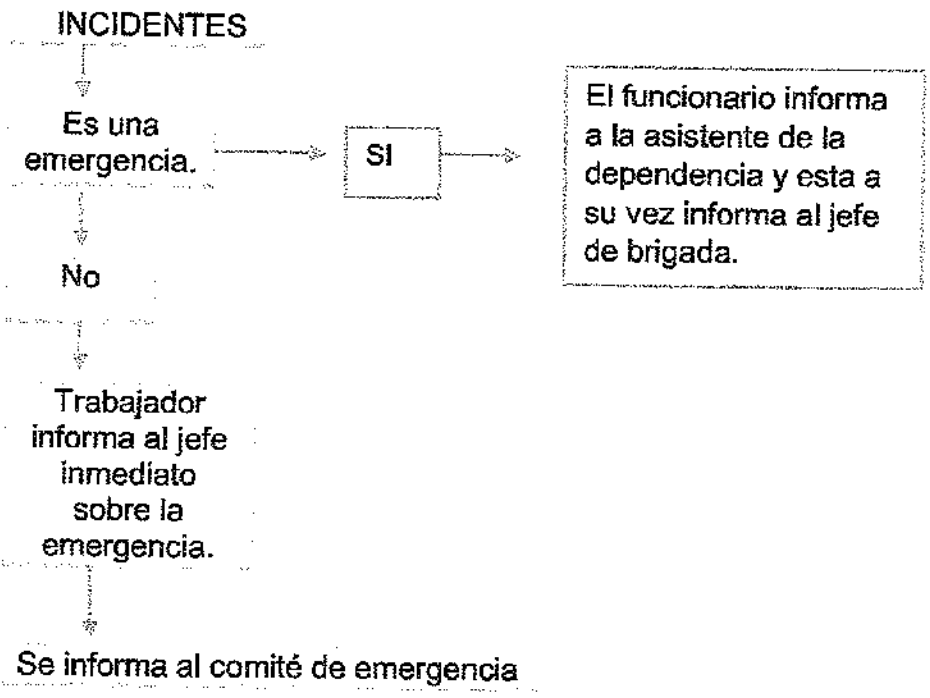 INCIDENTES
Es una
emergencia.
SI
El funcionario informa
a la asistente de la
dependencia y esta a
su vez informa al jefe
de brigada.
No
Trabajador
informa al jefe
inmediato
sobre la
emergencia.
Se informa al comité de emergencia